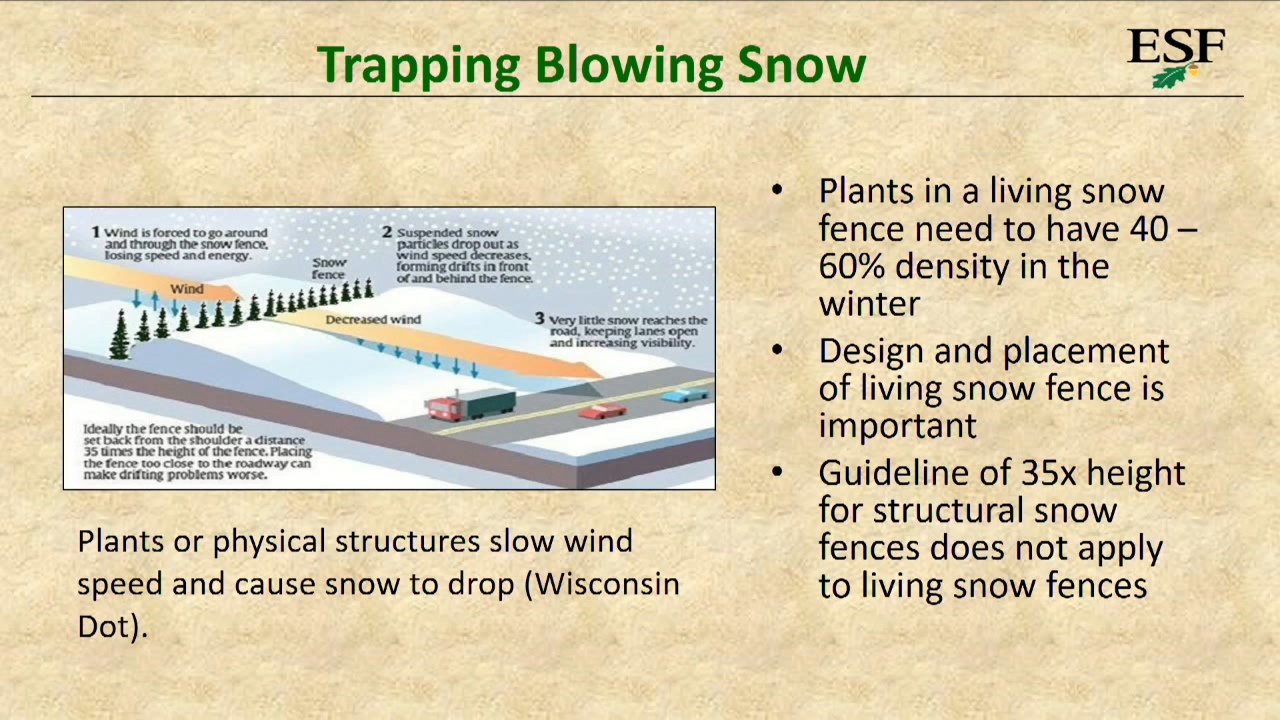 Trapping Blowing Snow
ESF
1 Wind is forced to go around
and through the snow fence,
losing speed and energy.
2 Suspended snow
particles drop out as
wind speed decreases,
forming drifts in front
of and behind the fence.
Snow
fence
Wind
Decreased wind
3 Very little snow reaches the
road, keeping lanes open
and increasing visibility.
Ideally the fence should be
set back from the shoulder a distance
35 times the height of the fence. Placing
the fence too close to the roadway can
make drifting problems worse.
Plants or physical structures slow wind
speed and cause snow to drop (Wisconsin
Dot).
• Plants in a living snow
fence need to have 40 –
60% density in the
winter
• Design and placement
of living snow fence is
important
• Guideline of 35x height
for structural snow
fences does not apply
to living snow fences